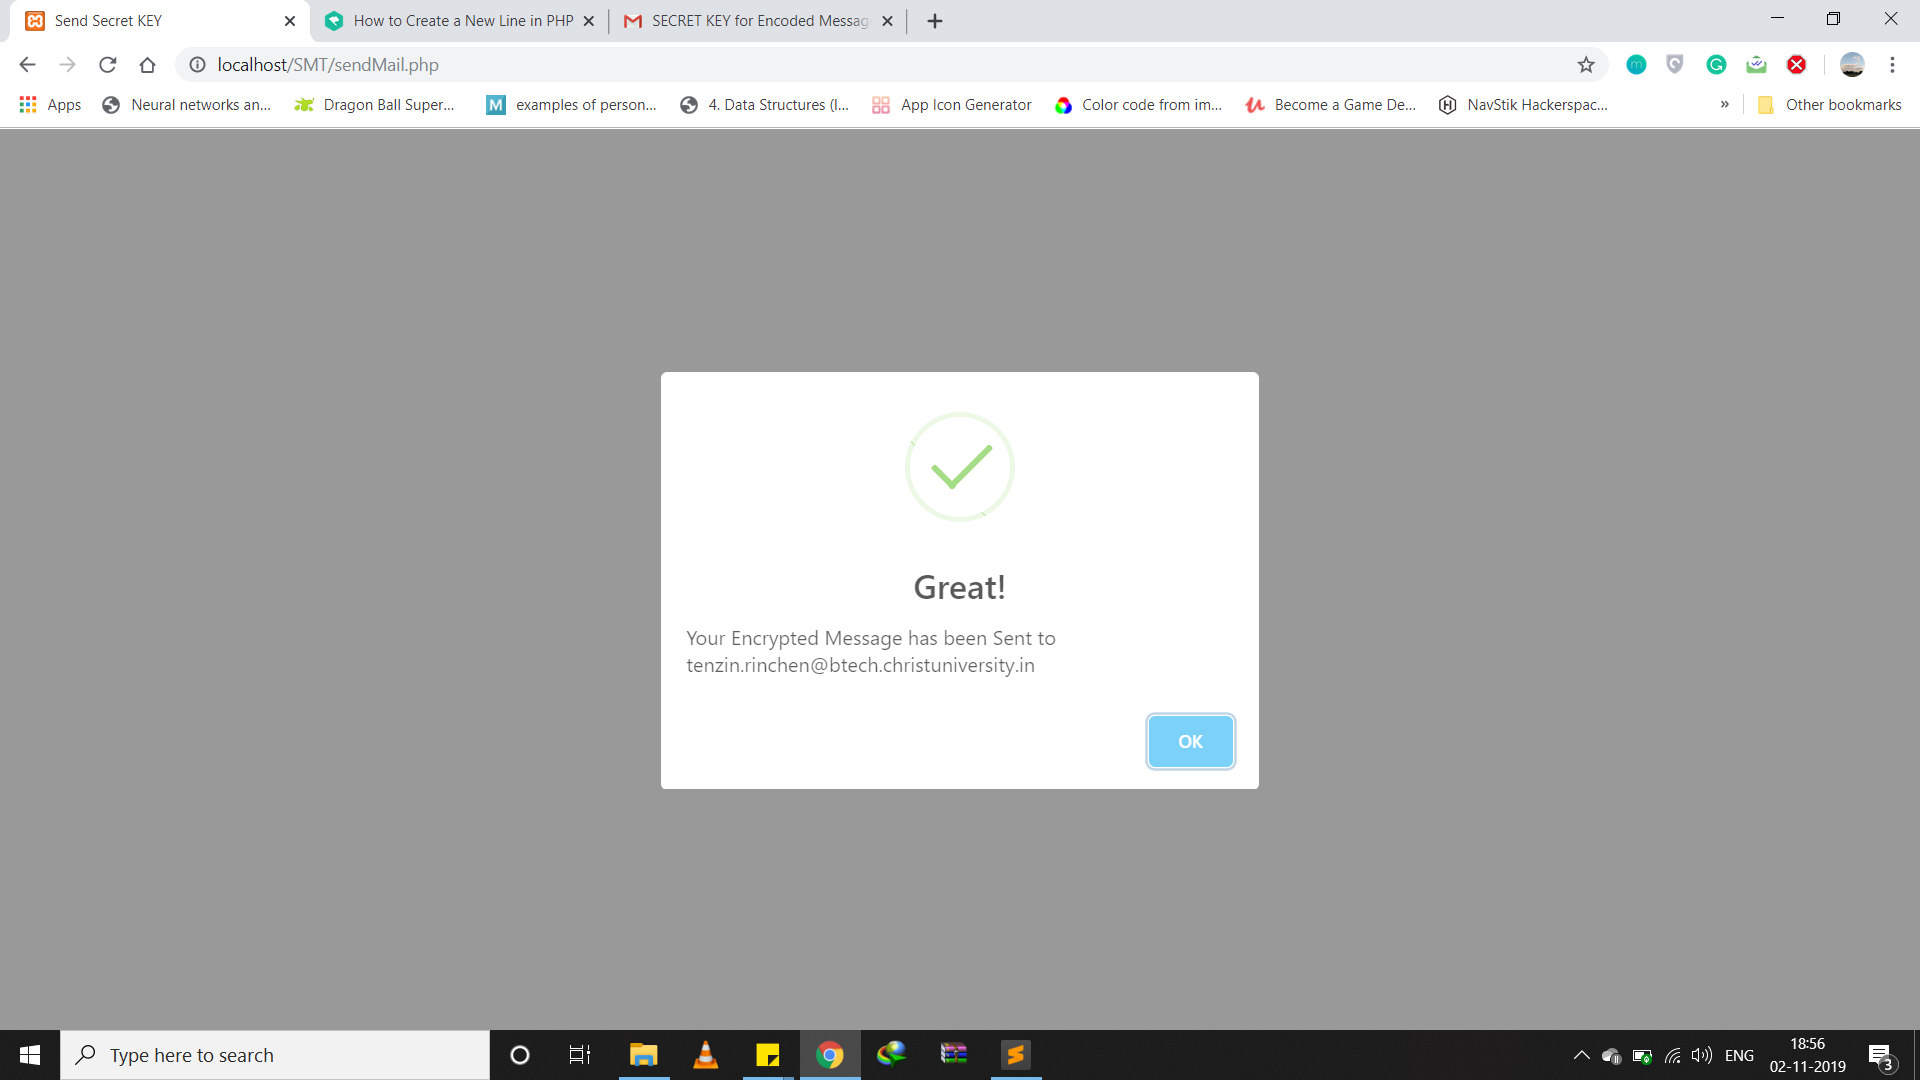 Send Secret KEY
How to Create a New Line in PHP
SECRET KEY for Encoded Messag
localhost/SMT/sendMail.php
Apps
Neural networks an...
Dragon Ball Super...
M
examples of person...
4. Data Structures (I...
App Icon Generator
Color code from im...
Become a Game De...
NavStik Hackerspac...
»
Other bookmarks
Great!
Your Encrypted Message has been Sent to
tenzin.rinchen@btech.christuniversity.in
OK
Type here to search
ENG
18:56
02-11-2019
3